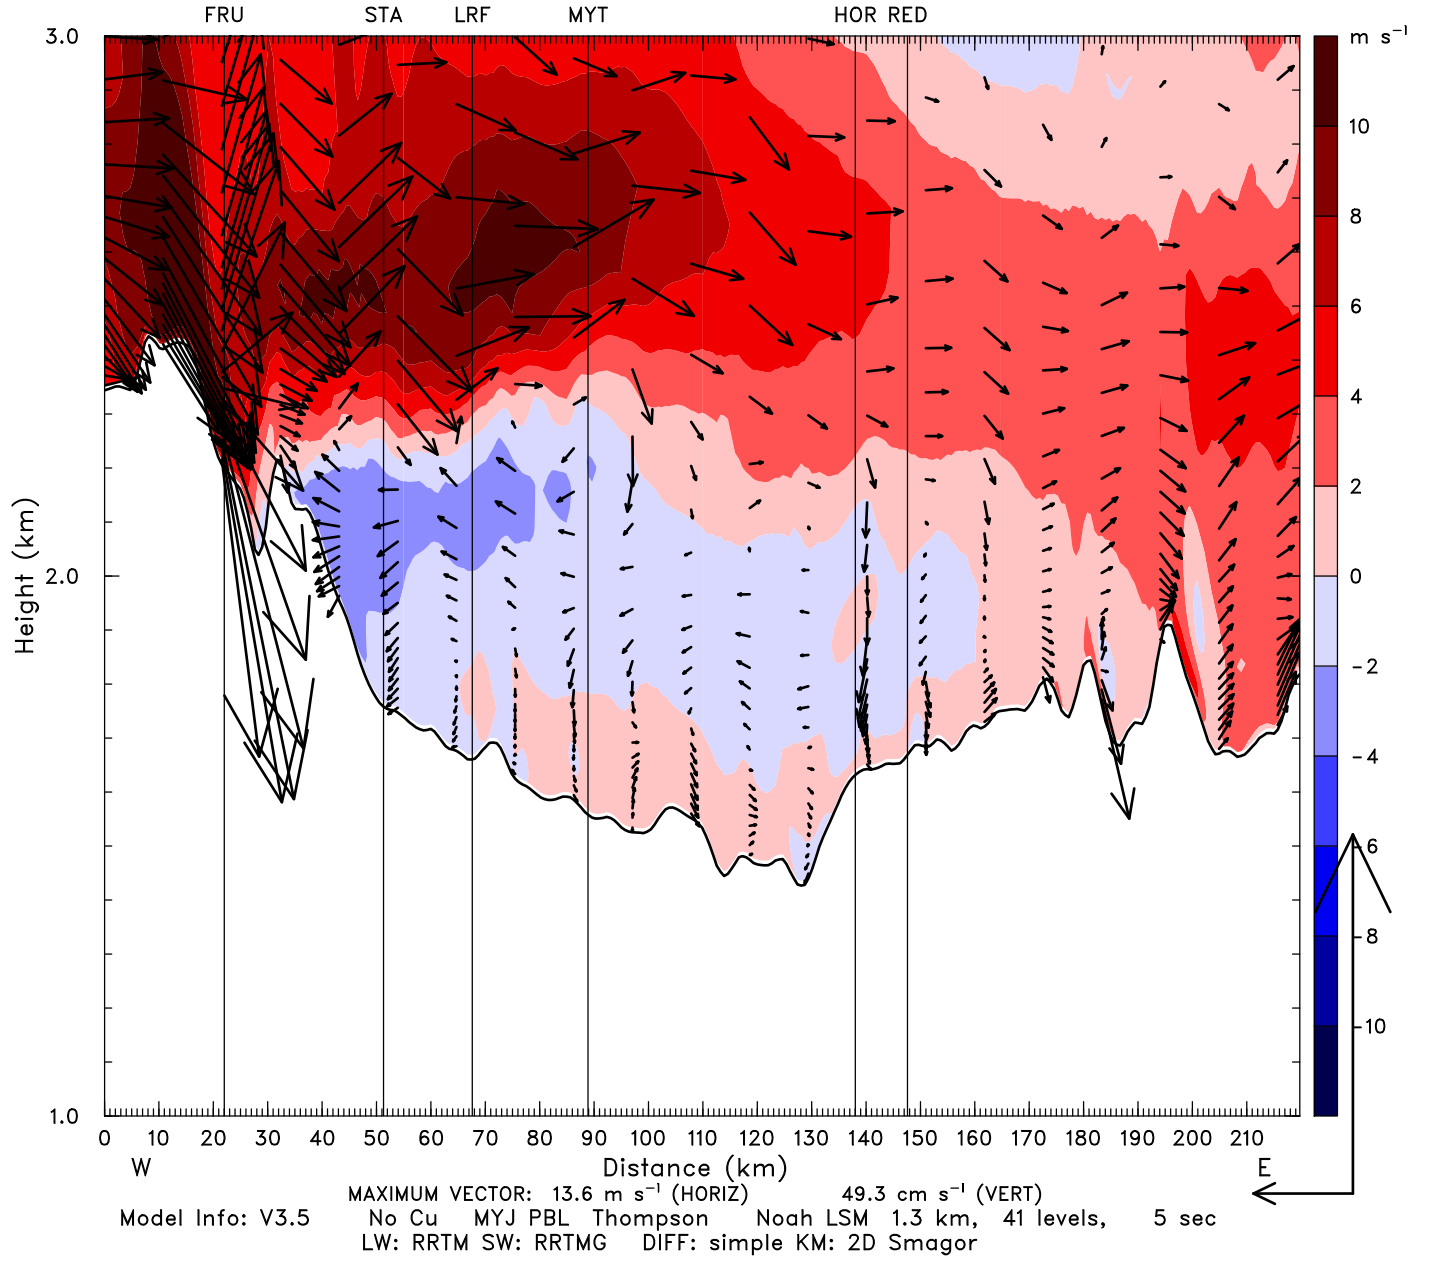 FRU STA LRF MYT HOR RED
3.0
2.0
1.0
Height (km)
m s⁻¹
10
8
6
4
2
0
-2
-4
-6
-8
-10
0 10 20 30 40 50 60 70 80 90 100 110 120 130 140 150 160 170 180 190 200 210
W Distance (km) E
MAXIMUM VECTOR: 13.6 m s⁻¹ (HORIZ) 49.3 cm s⁻¹ (VERT)
Model Info: V3.5 No Cu MYJ PBL Thompson Noah LSM 1.3 km, 41 levels, 5 sec
LW: RRTM SW: RRTMG DIFF: simple KM: 2D Smagor